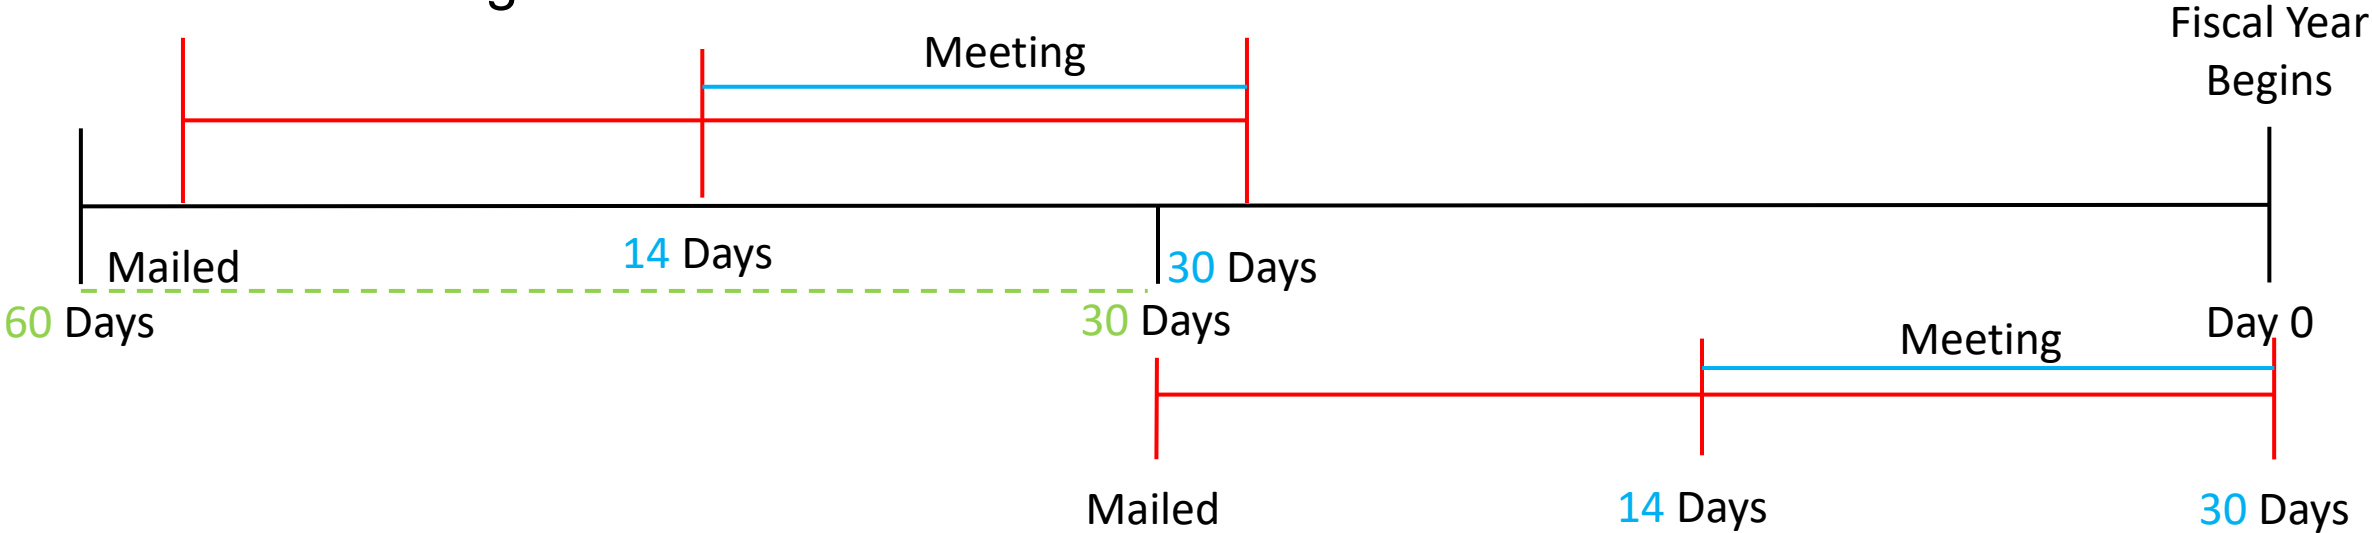 Meeting
Fiscal Year
Begins
Mailed
14 Days
30 Days
60 Days
30 Days
Day 0
Meeting
Mailed
14 Days
30 Days